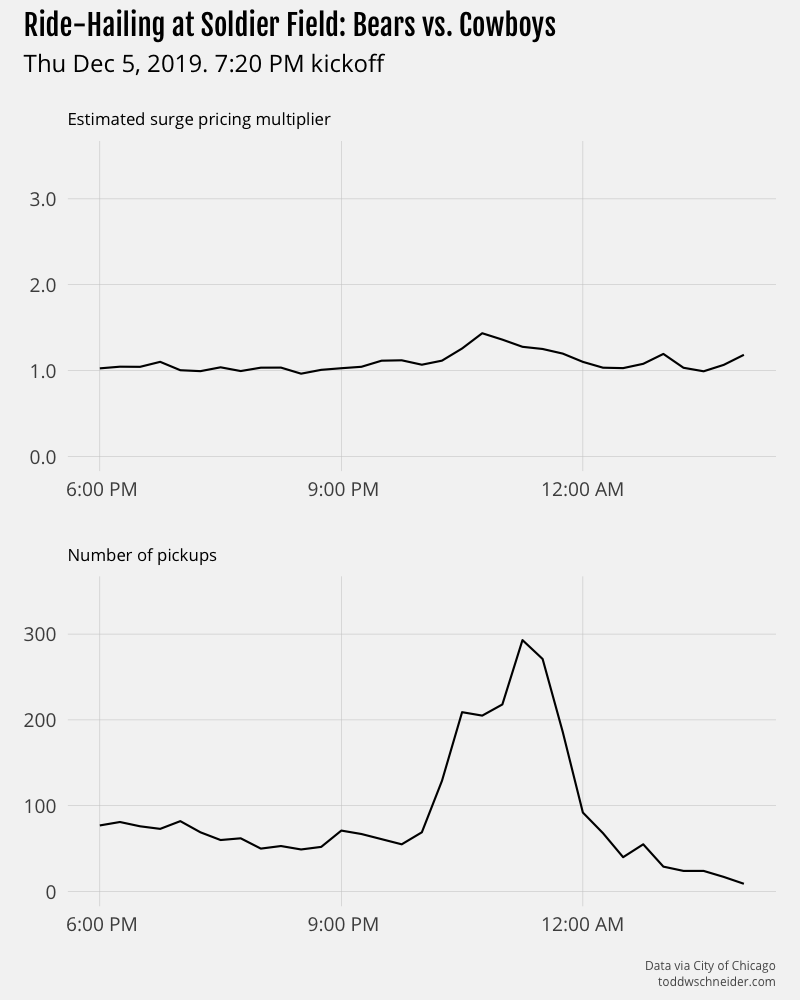 Ride-Hailing at Soldier Field: Bears vs. Cowboys
Thu Dec 5, 2019. 7:20 PM kickoff
Estimated surge pricing multiplier
3.0
2.0
1.0
0.0
6:00 PM 9:00 PM 12:00 AM
Number of pickups
300
200
100
0
6:00 PM 9:00 PM 12:00 AM
Data via City of Chicago
toddwschneider.com